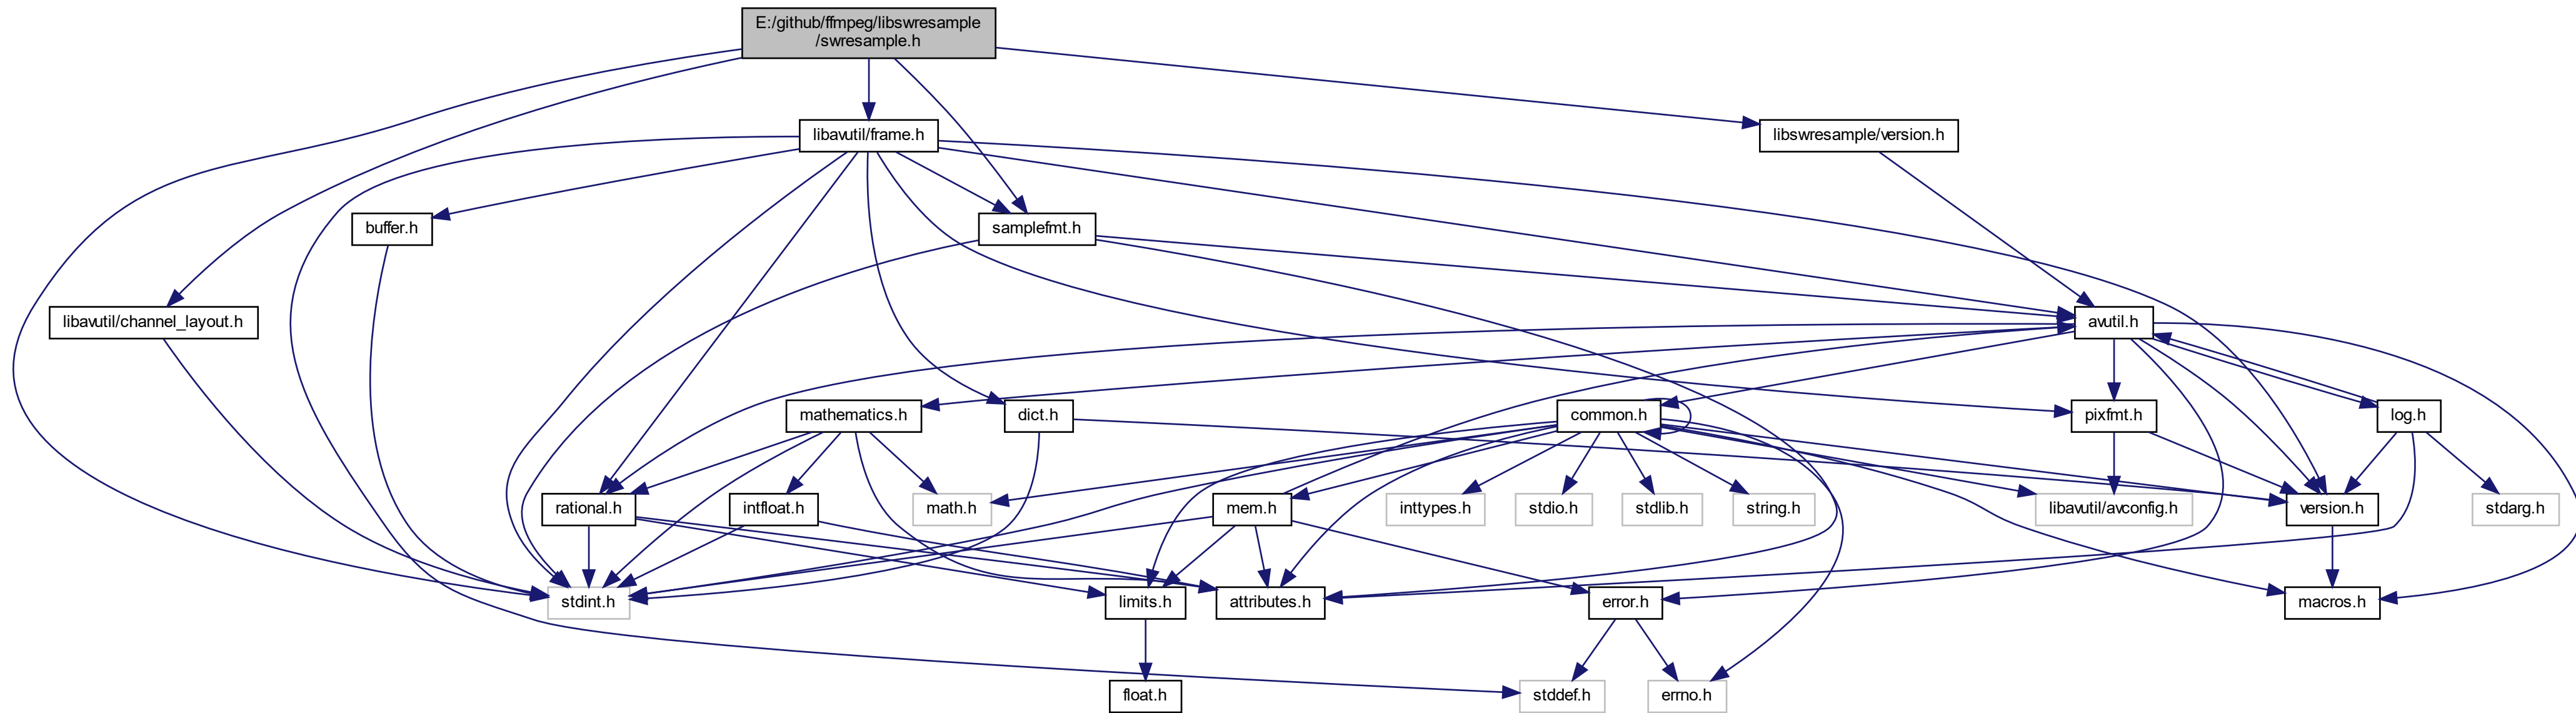 E:/github/ffmpeg/libswresample
/swresample.h
libavutil/frame.h
libswresample/version.h
buffer.h
samplefmt.h
libavutil/channel_layout.h
avutil.h
mathematics.h
dict.h
common.h
pixfmt.h
log.h
rational.h
intfloat.h
math.h
mem.h
inttypes.h
stdio.h
stdlib.h
string.h
libavutil/avconfig.h
version.h
stdarg.h
stdint.h
limits.h
attributes.h
error.h
macros.h
float.h
stddef.h
errno.h